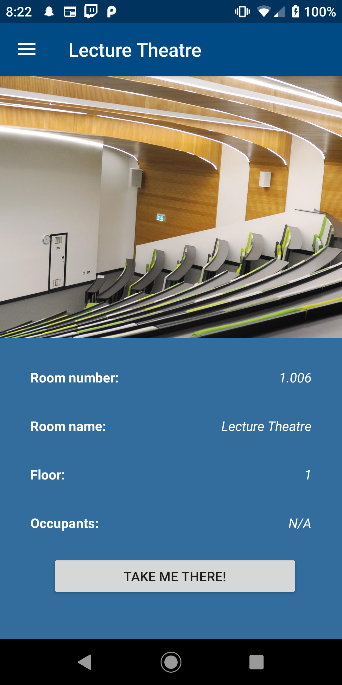 8:22 100%
Lecture Theatre
Room number: 1.006
Room name: Lecture Theatre
Floor: 1
Occupants: N/A
TAKE ME THERE!